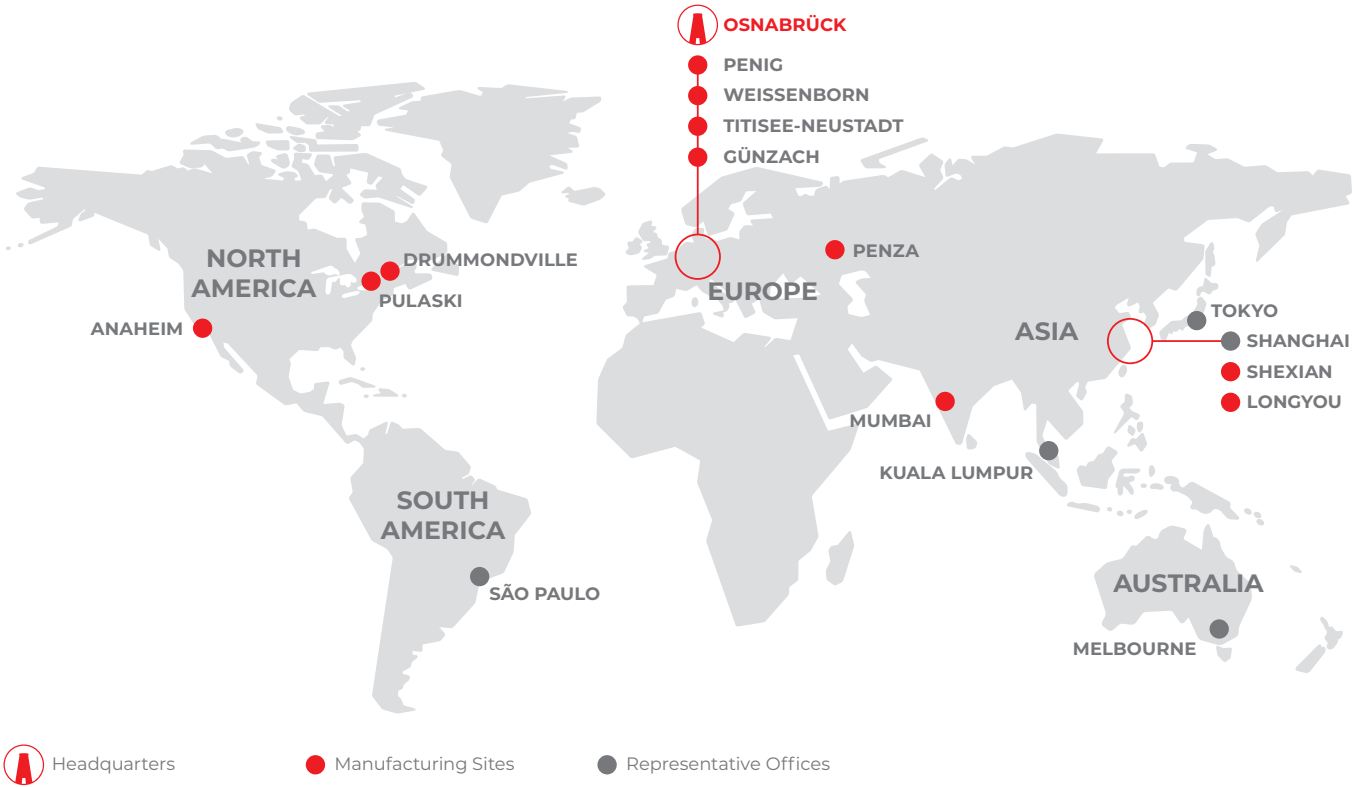 OSNABRÜCK
PENIG
WEISSENBORN
TITISEE-NEUSTADT
GÜNZACH
NORTH
AMERICA
DRUMMONDVILLE
PULASKI
ANAHEIM
EUROPE
PENZA
ASIA
TOKYO
SHANGHAI
SHEXIAN
LONGYOU
MUMBAI
KUALA LUMPUR
SOUTH
AMERICA
SÃO PAULO
AUSTRALIA
MELBOURNE
Headquarters
Manufacturing Sites
Representative Offices